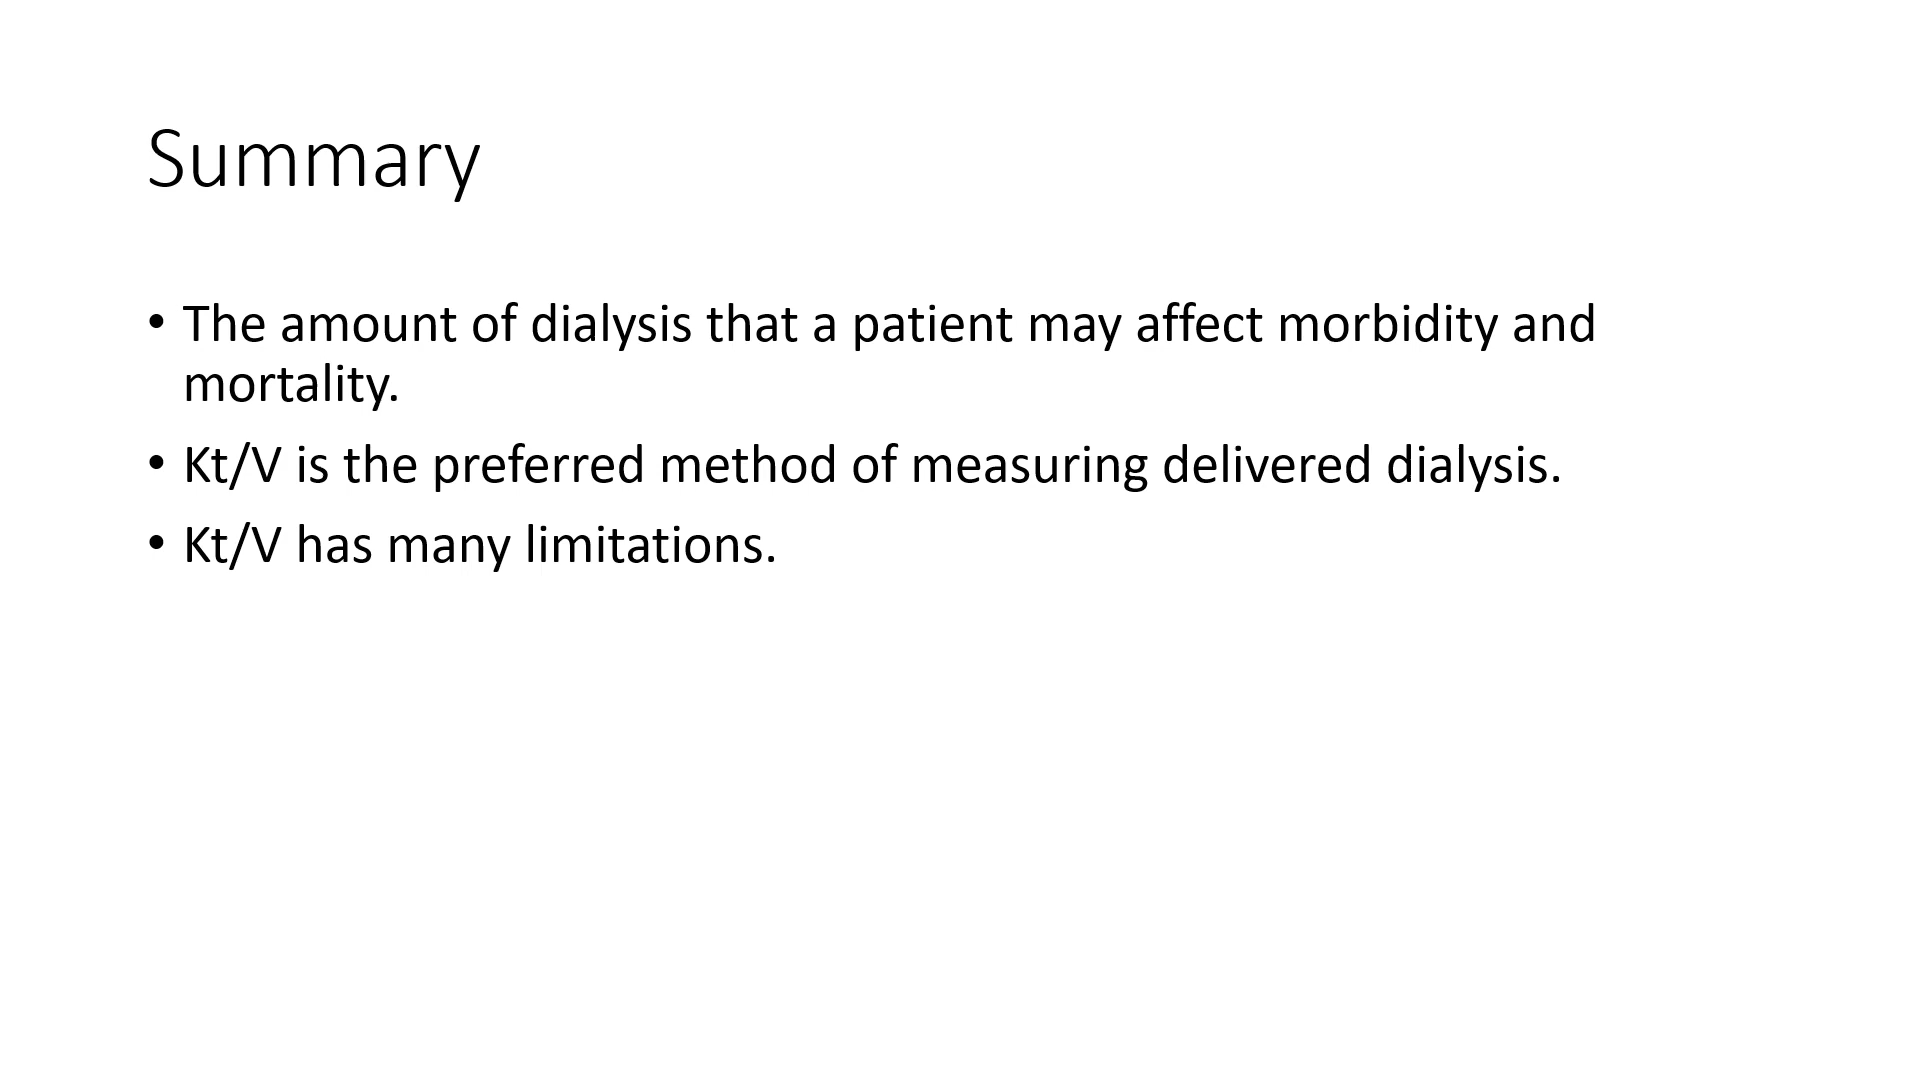 Summary
• The amount of dialysis that a patient may affect morbidity and
mortality.
• Kt/V is the preferred method of measuring delivered dialysis.
• Kt/V has many limitations.